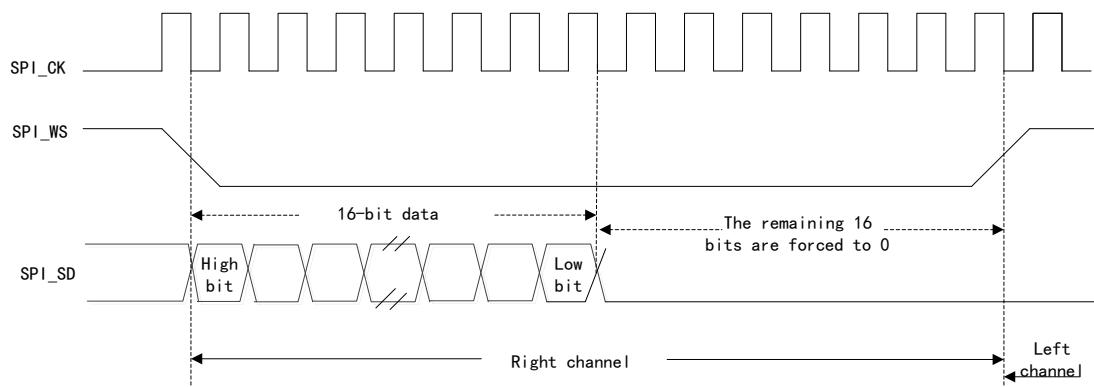 SPI_CK
SPI_WS
16-bit data
The remaining 16
bits are forced to 0
SPI_SD
High
bit
Low
bit
Right channel
Left
channel